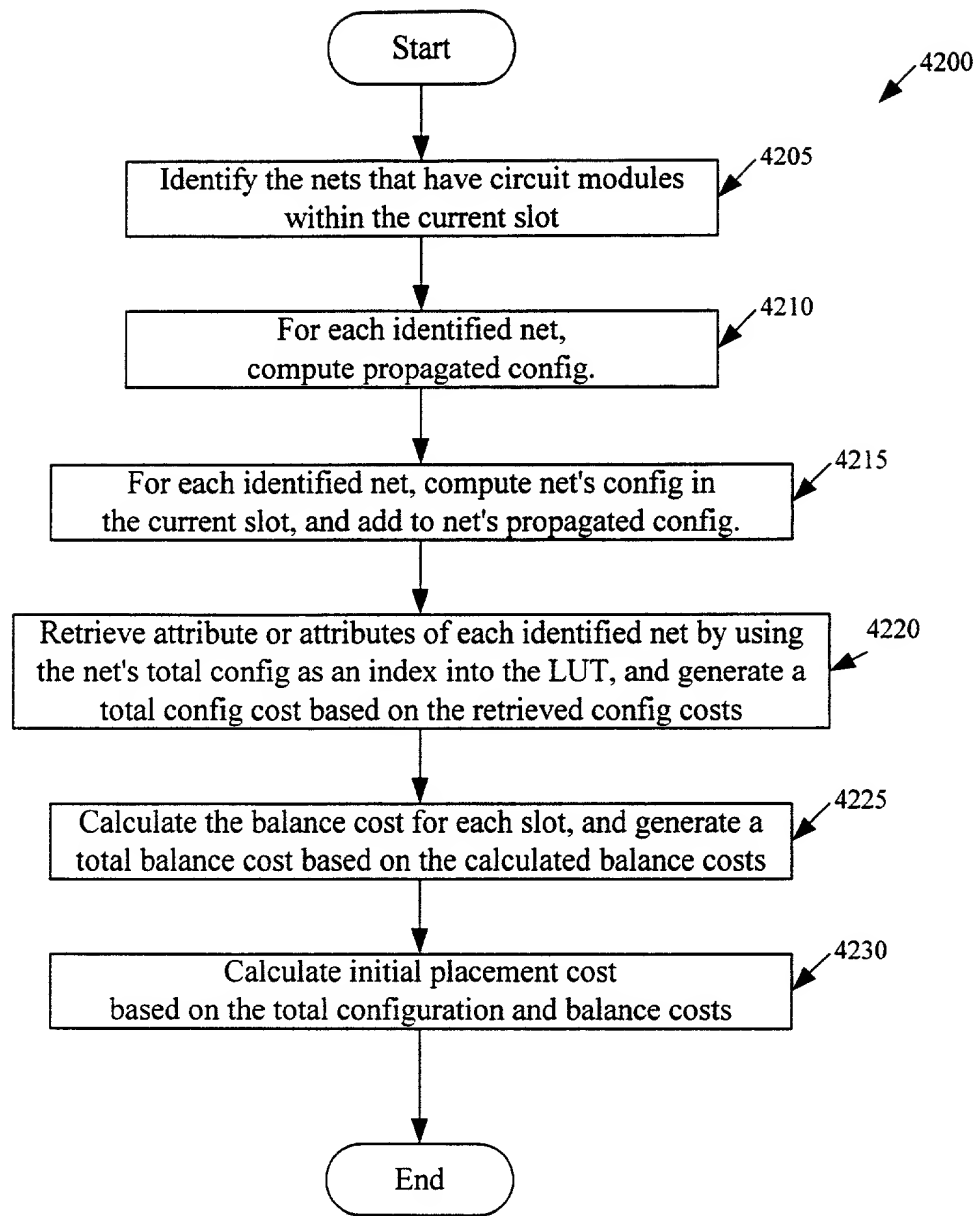 Start
4200
4205
Identify the nets that have circuit modules
within the current slot
4210
For each identified net,
compute propagated config.
4215
For each identified net, compute net's config in
the current slot, and add to net's propagated config.
4220
Retrieve attribute or attributes of each identified net by using
the net's total config as an index into the LUT, and generate a
total config cost based on the retrieved config costs
4225
Calculate the balance cost for each slot, and generate a
total balance cost based on the calculated balance costs
4230
Calculate initial placement cost
based on the total configuration and balance costs
End